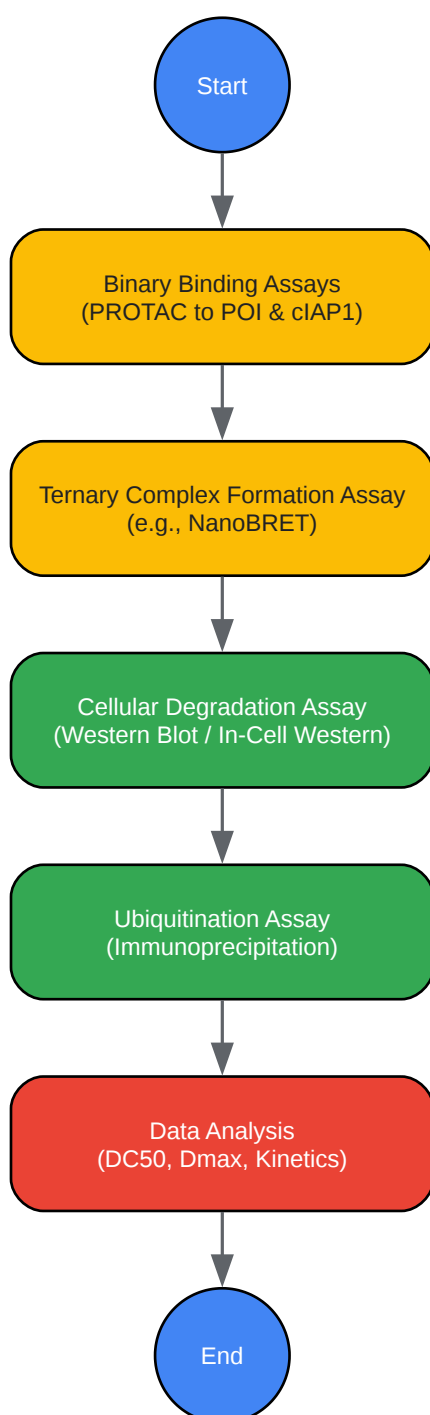 Start
Binary Binding Assays
(PROTAC to POI & cIAP1)
Ternary Complex Formation Assay
(e.g., NanoBRET)
Cellular Degradation Assay
(Western Blot / In-Cell Western)
Ubiquitination Assay
(Immunoprecipitation)
Data Analysis
(DC50, Dmax, Kinetics)
End